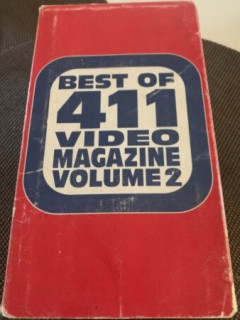 BEST OF
411
VIDEO
MAGAZINE
VOLUME 2